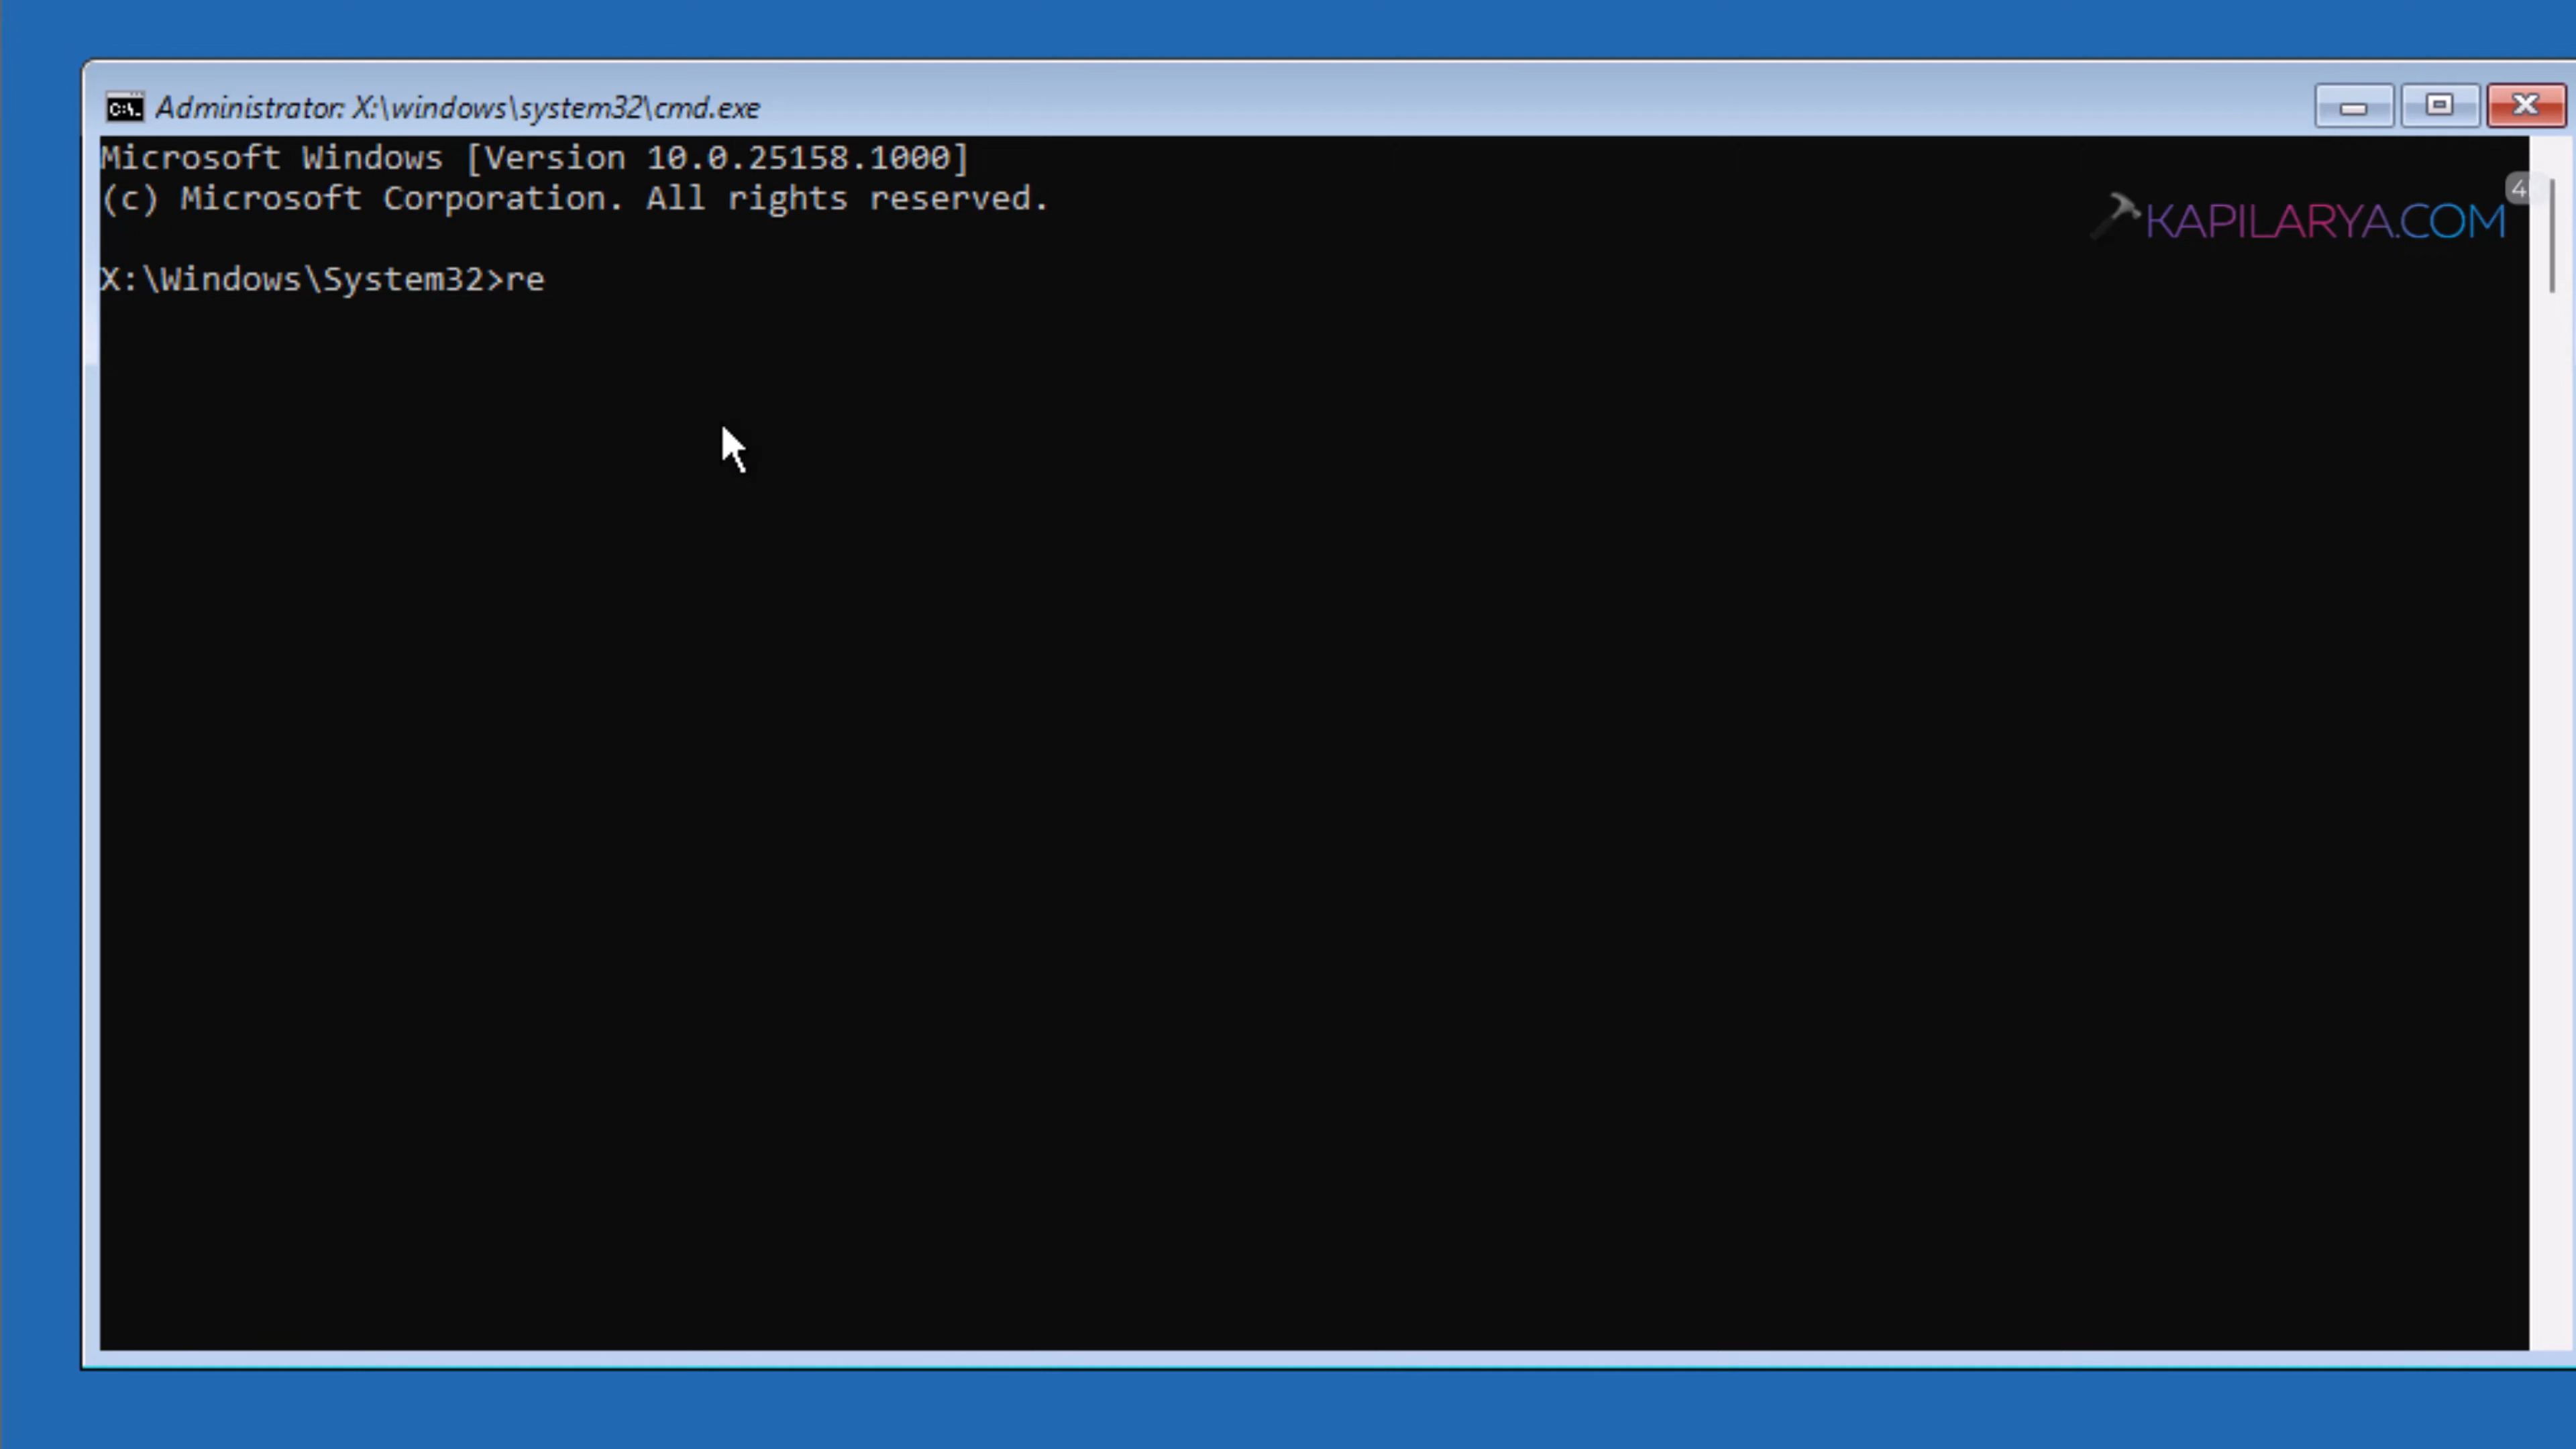 Administrator: X:\windows\system32\cmd.exe
Microsoft Windows [Version 10.0.25158.1000]
(c) Microsoft Corporation. All rights reserved.
4
KAPILARYA.COM
X:\Windows\System32>re